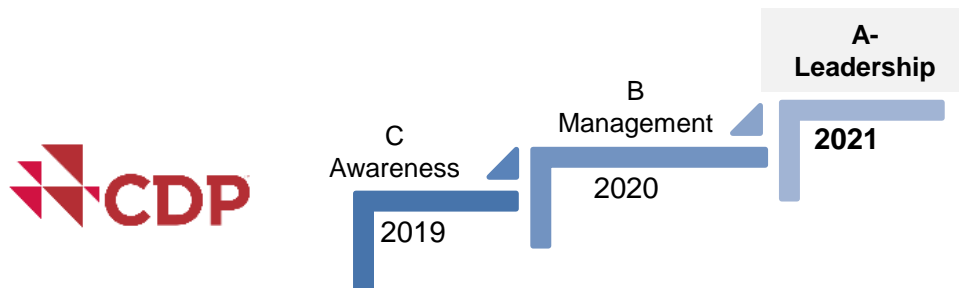 CDP
C
Awareness
2019
B
Management
2020
A-
Leadership
2021